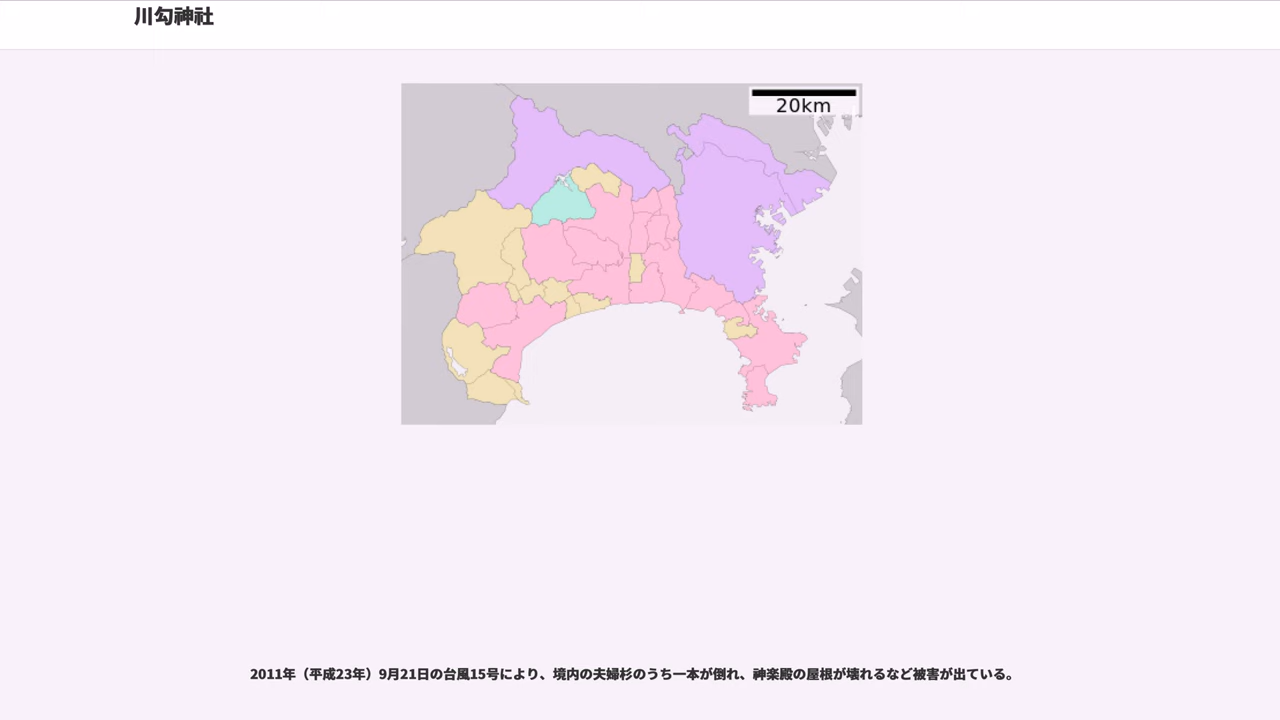 川勾神社
20km
2011年（平成23年）9月21日の台風15号により、境内の夫婦杉のうち一本が倒れ、神楽殿の屋根が壊れるなど被害が出ている。